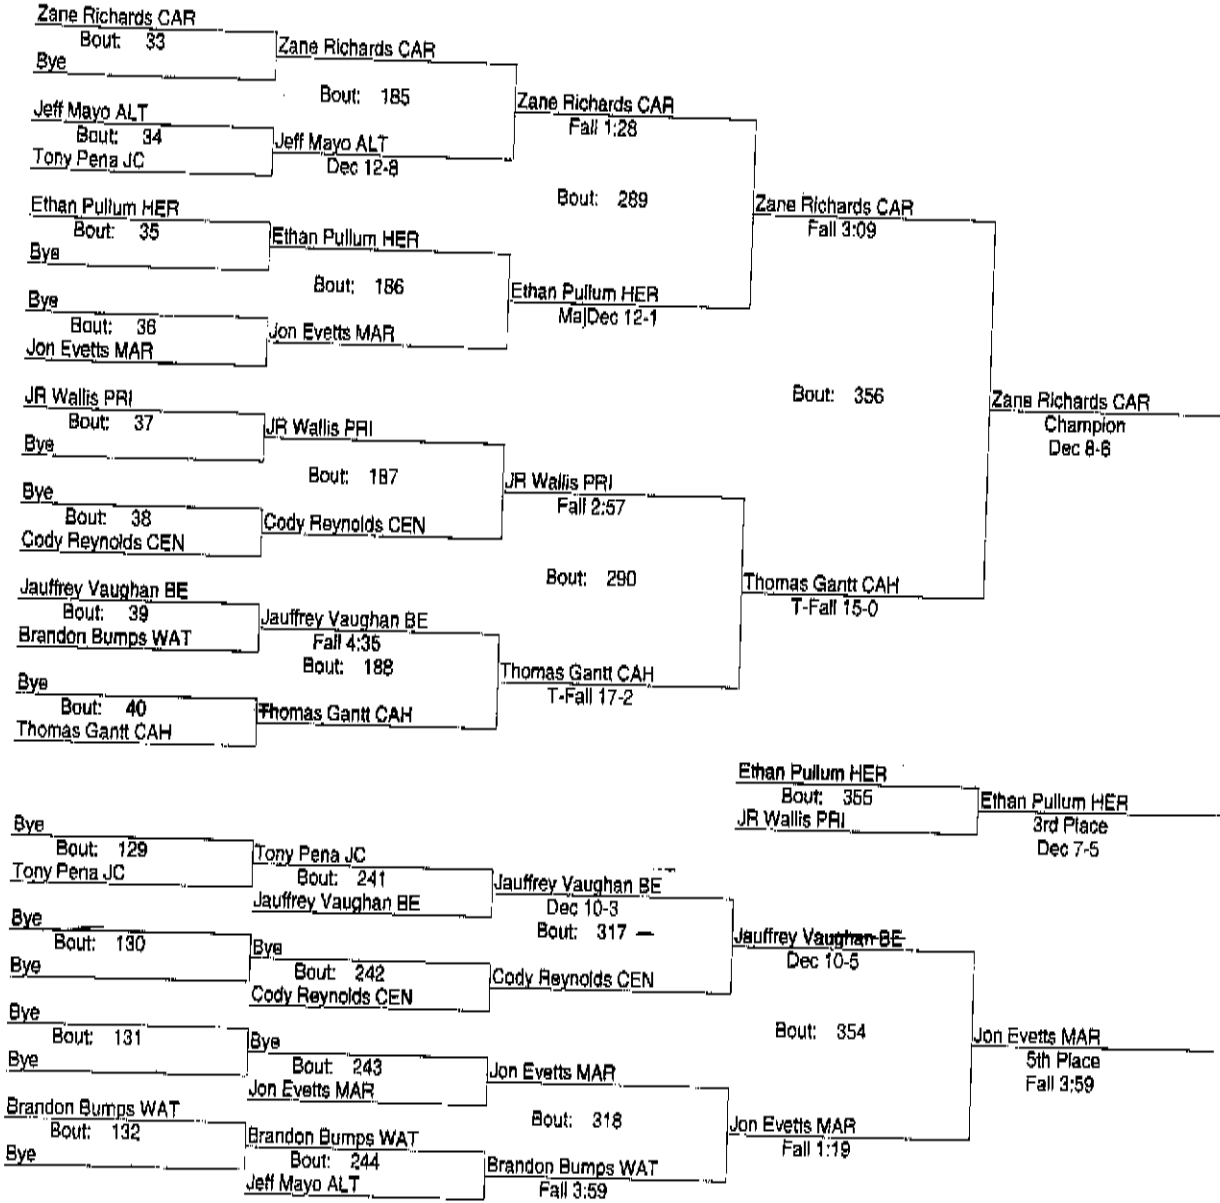 Zane Richards CAR
Bout: 33
Bye
Zane Richards CAR
Bout: 185
Jeff Mayo ALT
Bout: 34
Tony Pena JC
Jeff Mayo ALT
Dec 12-8
Zane Richards CAR
Fall 1:28
Bout: 289
Ethan Pullum HER
Bout: 35
Bye
Ethan Pullum HER
Bout: 186
Bye
Bout: 36
Jon Evetts MAR
Jon Evetts MAR
Ethan Pullum HER
MajDec 12-1
Zane Richards CAR
Fall 3:09
Bout: 356
JR Wallis PRI
Bout: 37
Bye
JR Wallis PRI
Bout: 187
Bye
Bout: 38
Cody Reynolds CEN
Cody Reynolds CEN
JR Wallis PRI
Fall 2:57
Bout: 290
Jauffrey Vaughan BE
Bout: 39
Brandon Bumps WAT
Jauffrey Vaughan BE
Fall 4:35
Bout: 188
Bye
Bout: 40
Thomas Gantt CAH
Thomas Gantt CAH
Thomas Gantt CAH
T-Fall 17-2
Thomas Gantt CAH
T-Fall 15-0
Zane Richards CAR
Champion
Dec 8-6
Ethan Pullum HER
Bout: 355
JR Wallis PRI
Ethan Pullum HER
3rd Place
Dec 7-5
Bye
Bout: 129
Tony Pena JC
Tony Pena JC
Bout: 241
Jauffrey Vaughan BE
Jauffrey Vaughan BE
Dec 10-3
Bout: 317
Bye
Bout: 130
Bye
Bye
Bout: 242
Cody Reynolds CEN
Cody Reynolds CEN
Jauffrey Vaughan BE
Dec 10-5
Bout: 354
Bye
Bout: 131
Bye
Bye
Bout: 243
Jon Evetts MAR
Jon Evetts MAR
Bout: 318
Brandon Bumps WAT
Bout: 132
Bye
Brandon Bumps WAT
Bout: 244
Jeff Mayo ALT
Brandon Bumps WAT
Fall 3:59
Jon Evetts MAR
Fall 1:19
Jon Evetts MAR
5th Place
Fall 3:59